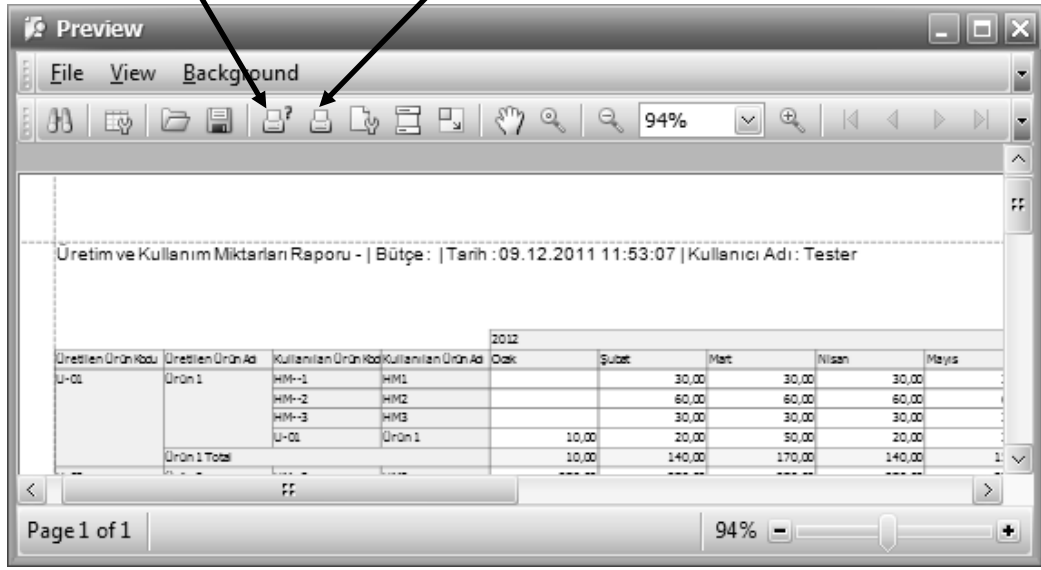 Preview
File View Background
94%
Üretim ve Kullanım Miktarları Raporu - | Bütçe : | Tarih : 09.12.2011 11:53:07 | Kullanıcı Adı : Tester
2012
Üretilen Ürün Kodu Üretilen Ürün Adı Kullanılan Ürün Kod Kullanılan Ürün Adı Ocak Şubat Mart Nisan Mayıs
U-01 Ürün 1 HM--1 HM1 30,00 30,00 30,00
HM--2 HM2 60,00 60,00 60,00
HM--3 HM3 30,00 30,00 30,00
U-01 Ürün 1 10,00 20,00 50,00 20,00
Ürün 1 Total 10,00 140,00 170,00 140,00
Page 1 of 1 94%